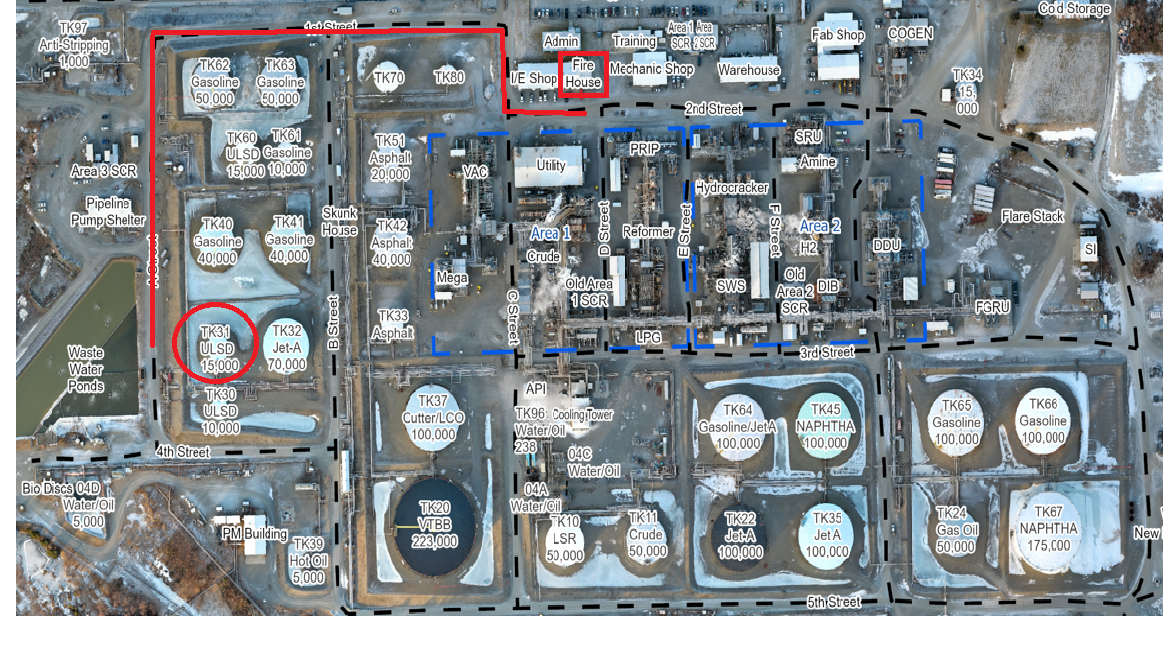 TK97
Anti-Stripping
1,000
1st Street
Admin
Training
Area 1
SCR
Area
2 SCR
Fab Shop
COGEN
Cold Storage
TK62
Gasoline
50,000
TK63
Gasoline
50,000
TK70
TK80
I/E Shop
Fire
House
Mechanic Shop
Warehouse
TK34
15,
000
2nd Street
TK60
ULSD
15,000
TK61
Gasoline
10,000
TK51
Asphalt
20,000
VAC
Utility
PRIP
SRU
Amine
Area 3 SCR
Pipeline
Pump Shelter
Hydrocracker
Skunk
House
TK40
Gasoline
40,000
TK41
Gasoline
40,000
TK42
Asphalt
40,000
Area 1
Crude
D Street
Reformer
E Street
F Street
Area 2
H2
DDU
Flare Stack
SI
Mega
Old Area
1 SCR
SWS
Old
Area 2
SCR
DIB
FGRU
TK31
ULSD
15,000
TK32
Jet-A
70,000
B Street
TK33
Asphalt
C Street
LPG
3rd Street
Waste
Water
Ponds
TK30
ULSD
10,000
TK37
Cutter/LCO
100,000
API
TK96
Water/Oil
238
Cooling Tower
TK64
Gasoline/JetA
100,000
TK45
NAPHTHA
100,000
TK65
Gasoline
100,000
TK66
Gasoline
100,000
4th Street
04C
Water/Oil
Bio Discs
04D
Water/Oil
5,000
PM Building
TK39
Hot Oil
5,000
TK20
VTBB
223,000
04A
Water/Oil
TK10
LSR
50,000
TK11
Crude
50,000
TK22
Jet-A
100,000
TK35
Jet A
100,000
TK24
Gas Oil
50,000
TK67
NAPHTHA
175,000
New
5th Street